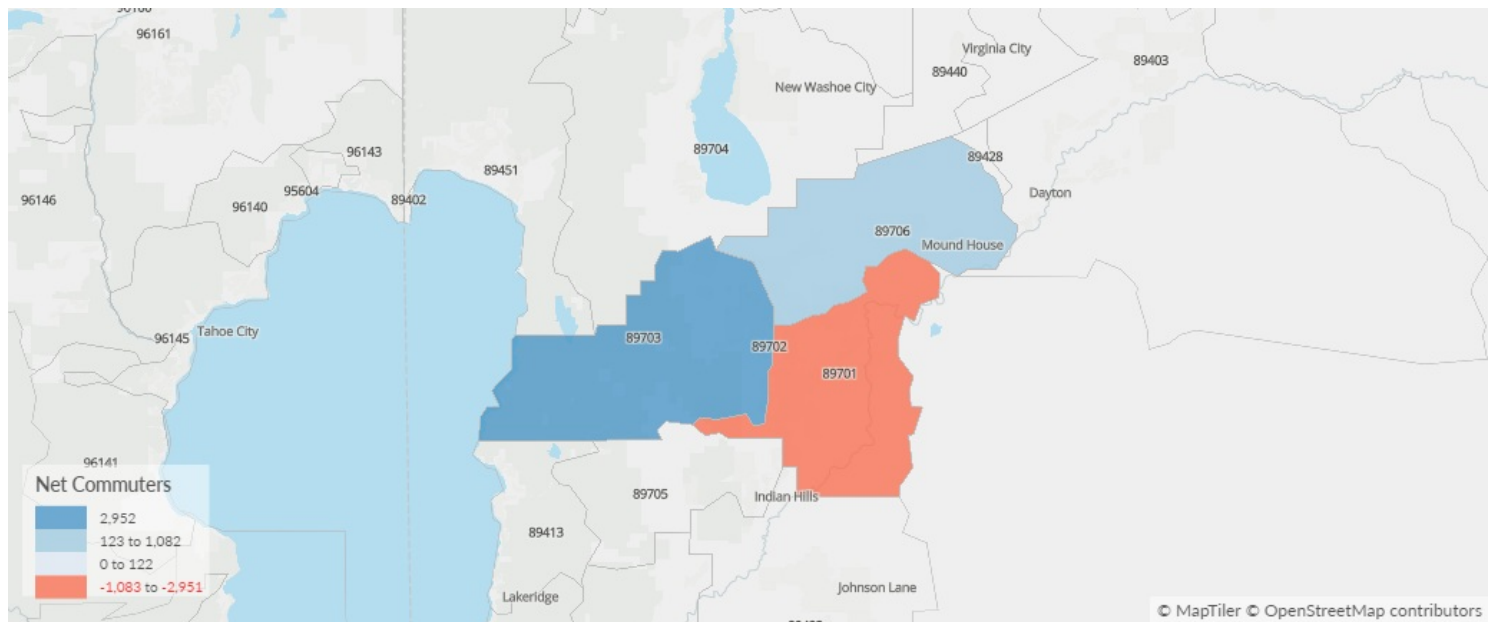 96161
Virginia City
89403
89440
New Washoe City
96143
89704
89428
89451
95604
96146
96140
89402
Dayton
89706
Mound House
Tahoe City
96145
89703
89702
89701
96141
Net Commuters
2,952
123 to 1,082
0 to 122
-1,083 to -2,951
89705
Indian Hills
89413
Lakeridge
Johnson Lane
© MapTiler © OpenStreetMap contributors